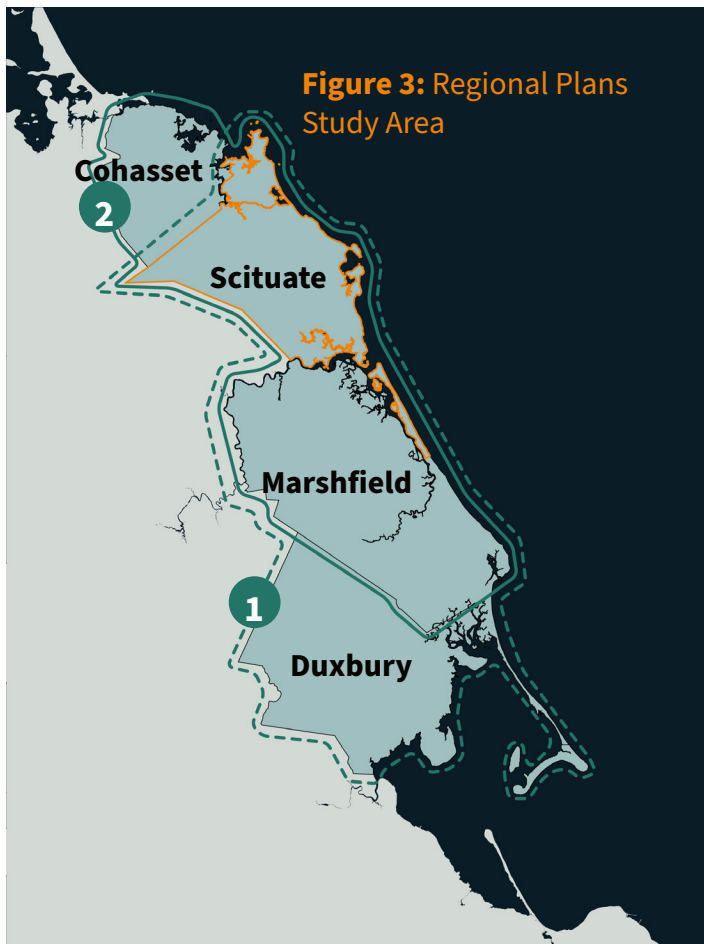 Figure 3: Regional Plans
Study Area
Cohasset
2
Scituate
Marshfield
1
Duxbury